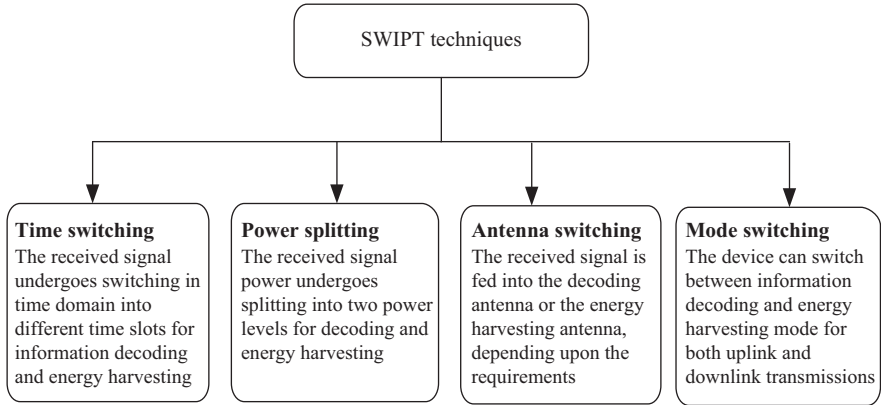 SWIPT techniques
Time switching
The received signal
undergoes switching in
time domain into
different time slots for
information decoding
and energy harvesting
Power splitting
The received signal
power undergoes
splitting into two power
levels for decoding and
energy harvesting
Antenna switching
The received signal is
fed into the decoding
antenna or the energy
harvesting antenna,
depending upon the
requirements
Mode switching
The device can switch
between information
decoding and energy
harvesting mode for
both uplink and
downlink transmissions